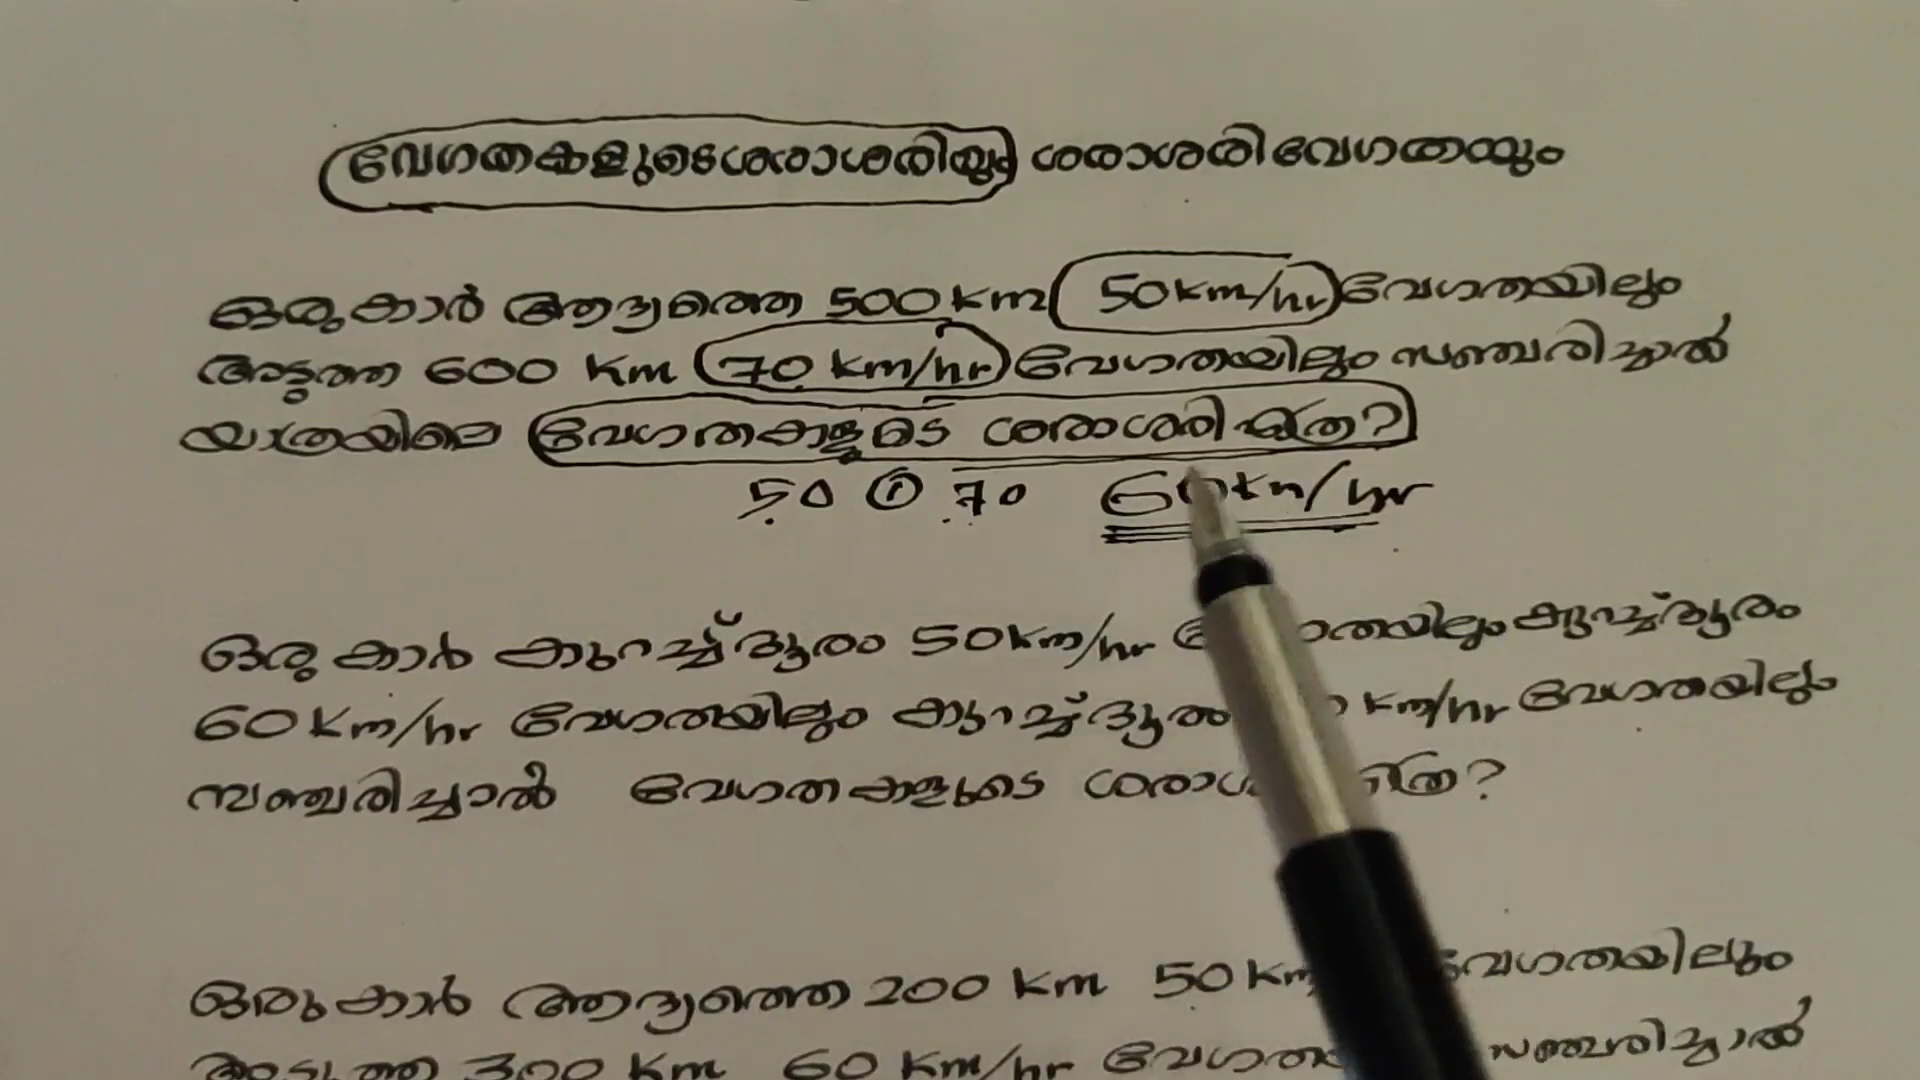 വേഗതകളുടെ ശരാശരിയും ശരാശരി വേഗതയും
ഒരു കാർ ആദ്യത്തെ 500 km 50 km/hr വേഗതയിലും
അടുത്ത 600 Km 70 km/hr വേഗതയിലും സഞ്ചരിച്ചാൽ
യാത്രയിലെ വേഗതകളുടെ ശരാശരി എത്ര?
50 70 60 km/hr
ഒരു കാർ കുറച്ച് ദൂരം 50 km/hr കുറച്ച് ദൂരം
60 Km/hr വേഗതയിലും കുറച്ച് ദൂരം km/hr വേഗതയിലും
സഞ്ചരിച്ചാൽ വേഗതകളുടെ
ഒരു കാർ ആദ്യത്തെ 200 km 50 വേഗതയിലും
അടുത്ത 300 Km 60 Km/hr സഞ്ചരിച്ചാൽ